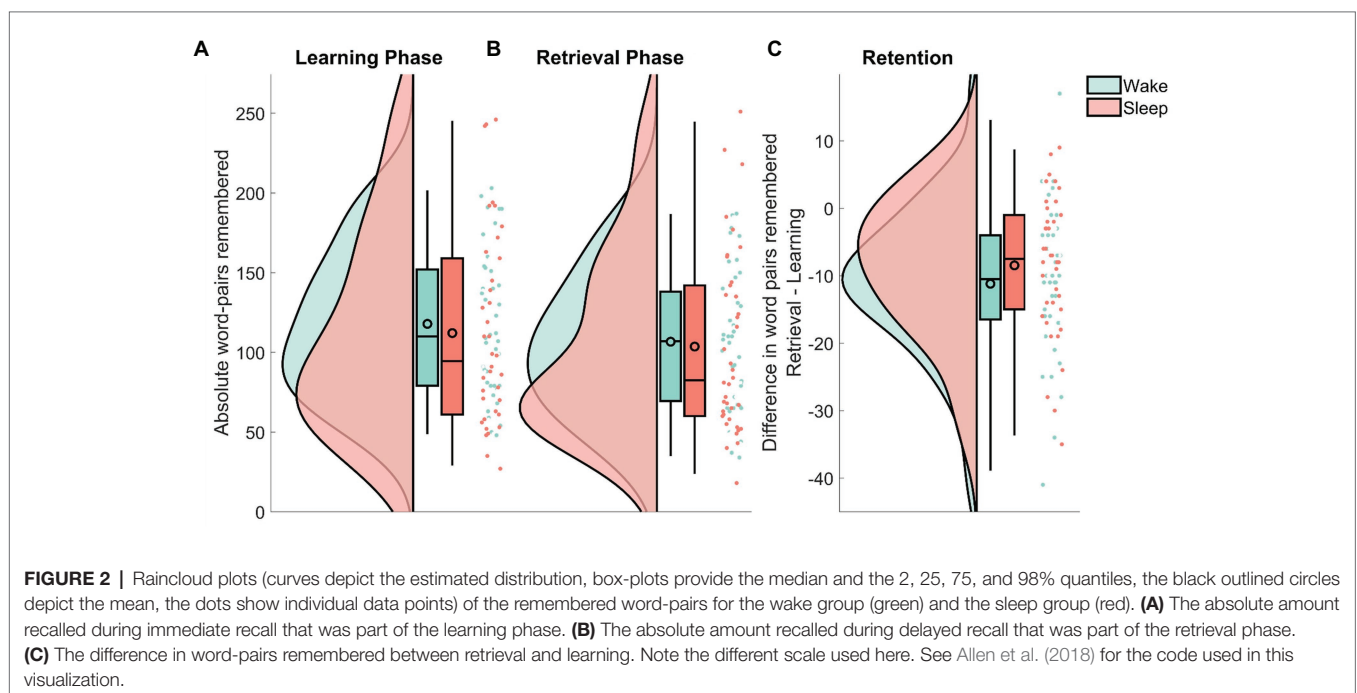 A
Learning Phase
B
Retrieval Phase
C
Retention
Wake
Sleep
Absolute word-pairs remembered
250
200
150
100
50
0
Difference in word pairs remembered
Retrieval - Learning
10
0
-10
-20
-30
-40
FIGURE 2 | Raincloud plots (curves depict the estimated distribution, box-plots provide the median and the 2, 25, 75, and 98% quantiles, the black outlined circles
depict the mean, the dots show individual data points) of the remembered word-pairs for the wake group (green) and the sleep group (red). (A) The absolute amount
recalled during immediate recall that was part of the learning phase. (B) The absolute amount recalled during delayed recall that was part of the retrieval phase.
(C) The difference in word-pairs remembered between retrieval and learning. Note the different scale used here. See Allen et al. (2018) for the code used in this
visualization.